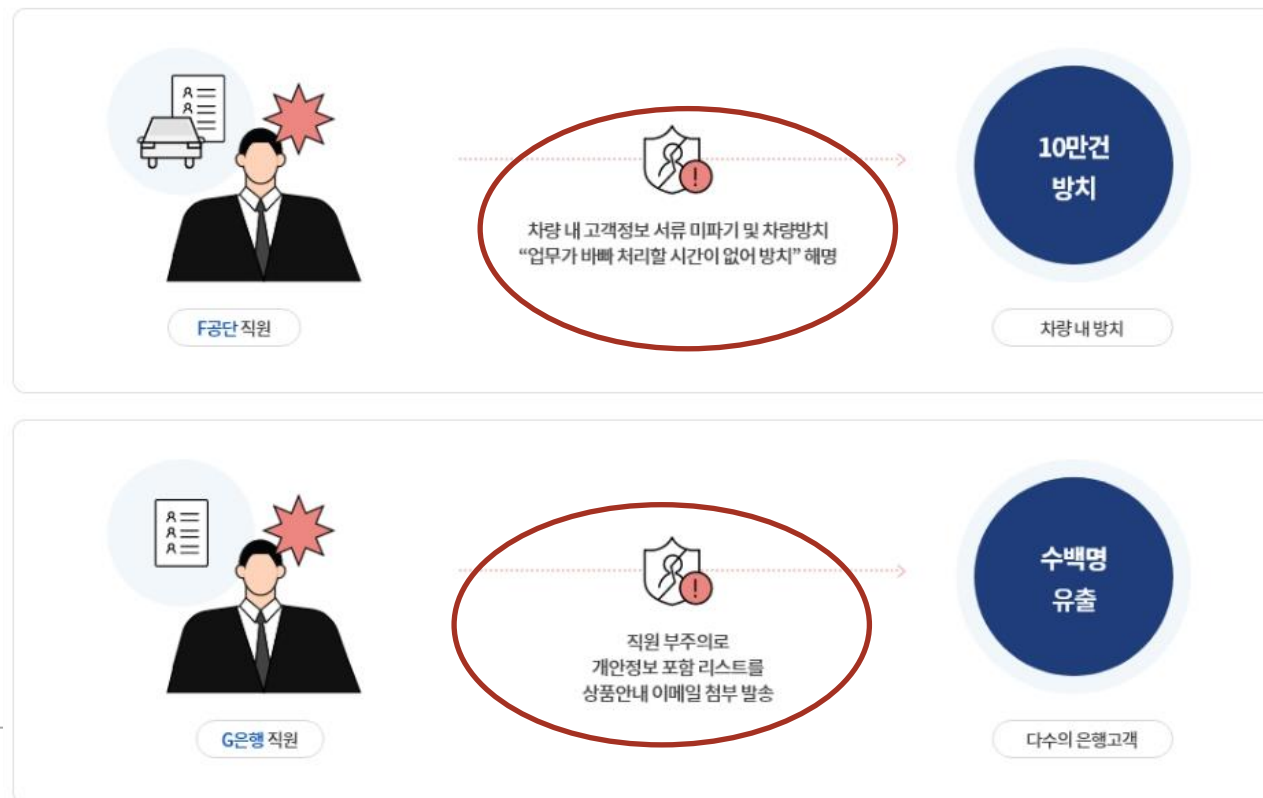 10만건
방치
차량 내 고객정보 서류 미파기 및 차량방치
“업무가 바빠 처리할 시간이 없어 방치” 해명
F공단 직원
차량 내 방치
수백명
유출
직원 부주의로
개안정보 포함 리스트를
상품안내 이메일 첨부 발송
G은행 직원
다수의 은행고객